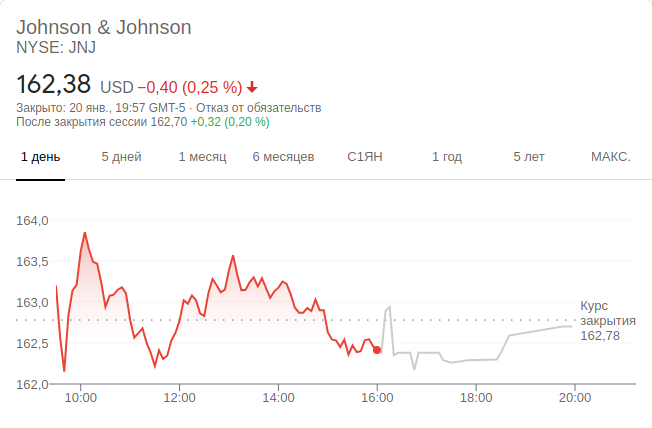 Johnson & Johnson
NYSE: JNJ
162,38 USD −0,40 (0,25 %)
Закрыто: 20 янв., 19:57 GMT-5 · Отказ от обязательств
После закрытия сессии 162,70 +0,32 (0,20 %)
1 день 5 дней 1 месяц 6 месяцев С1ЯН 1 год 5 лет МАКС.
164,0
163,5
163,0
162,5
162,0
Курс
закрытия
162,78
10:00 12:00 14:00 16:00 18:00 20:00